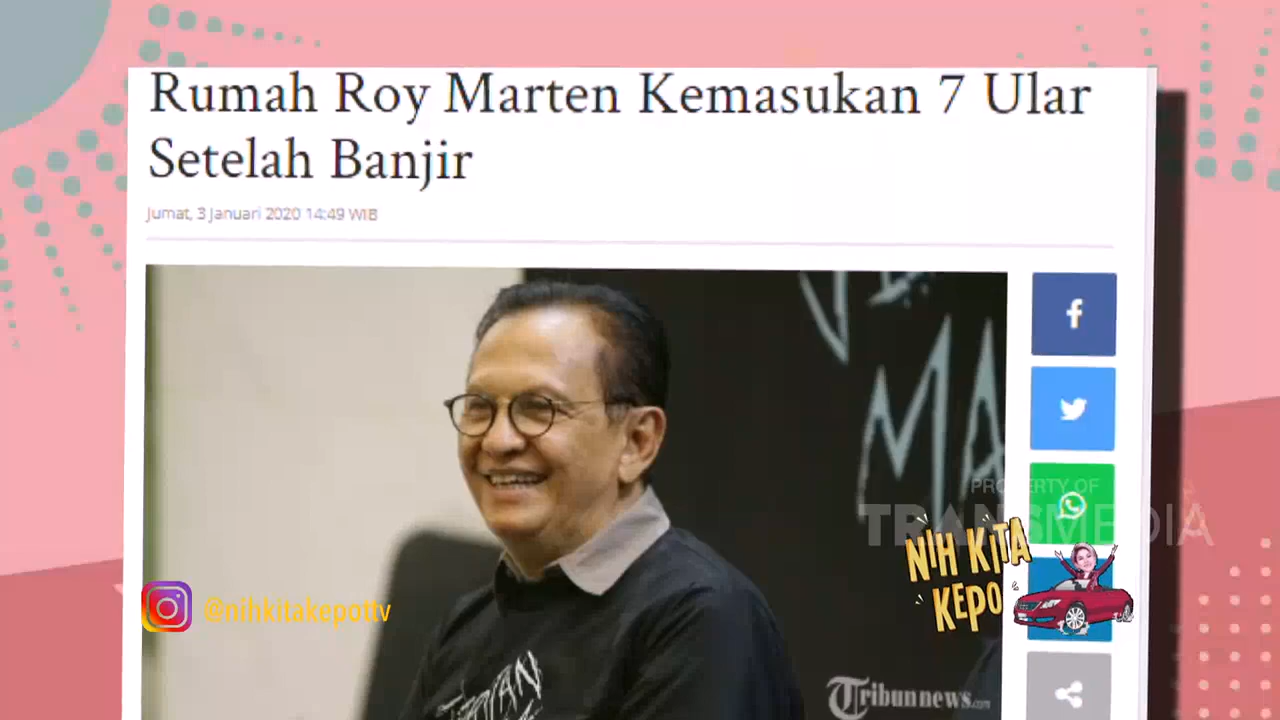 Rumah Roy Marten Kemasukan 7 Ular
Setelah Banjir
Jumat, 3 Januari 2020 14:49 WIB
MA
PROPERTY OF
TRANSMEDIA
NIH KITA
KEPO
@nihkitakepottv
Tribunnews.com